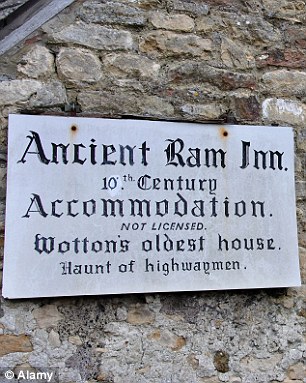 Ancient Ram Inn.
10th Century
Accommodation.
NOT LICENSED.
Wotton's oldest house.
Haunt of highwaymen.
© Alamy